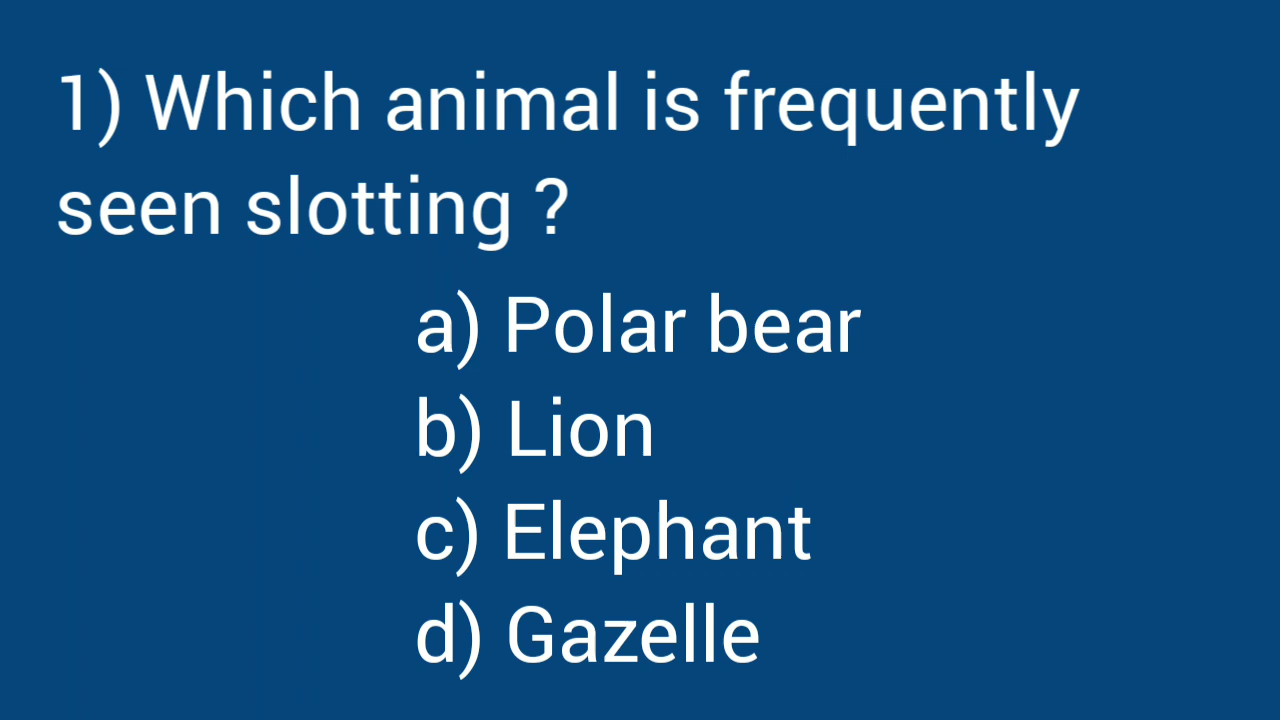 1) Which animal is frequently
seen slotting ?
a) Polar bear
b) Lion
c) Elephant
d) Gazelle